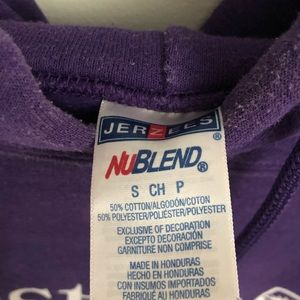 JERZEES
NUBLEND®
S CH P
50% COTTON/ALGODÓN/COTON
50% POLYESTER/POLIÉSTER/POLYESTER
EXCLUSIVE OF DECORATION
EXCEPTO DECORACIÓN
GARNITURE NON COMPRISE
MADE IN HONDURAS
HECHO EN HONDURAS
CON INSUMOS IMPORTADOS
FABRIQUÉ AU HONDURAS